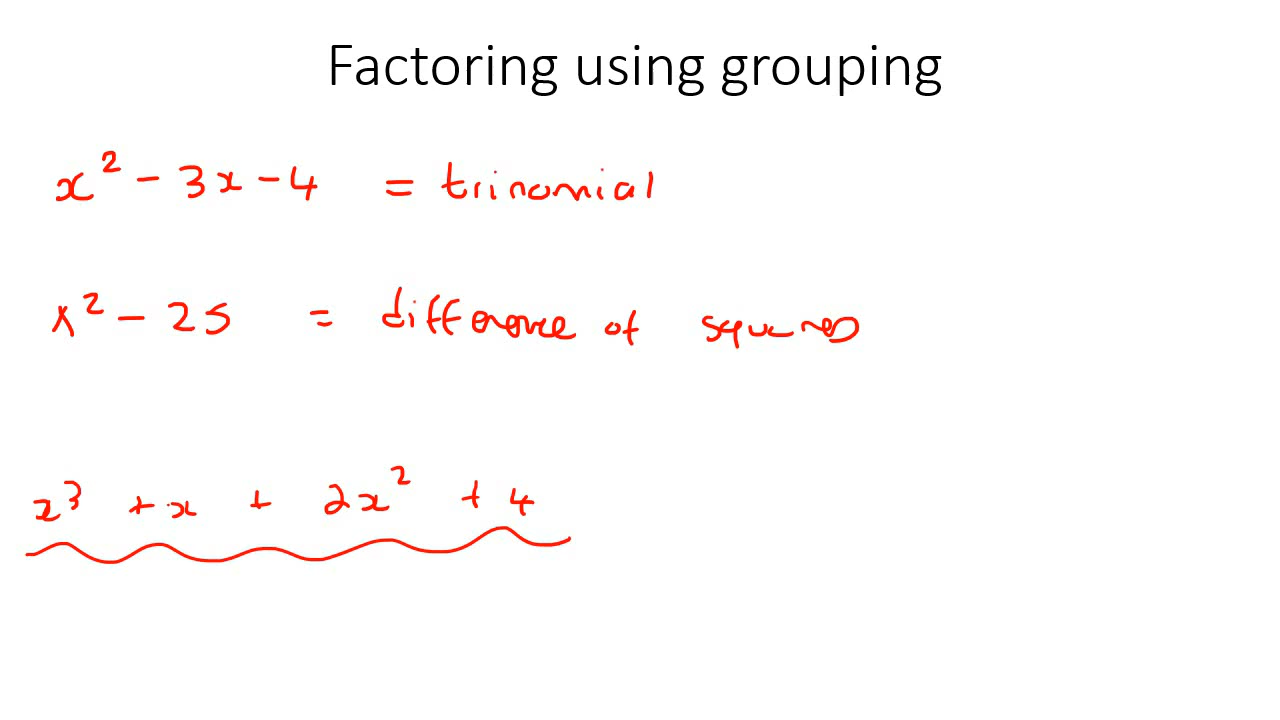 Factoring using grouping
x² - 3x - 4 = trinomial
x² - 25 = difference of squares
x³ + x + 2x² + 4